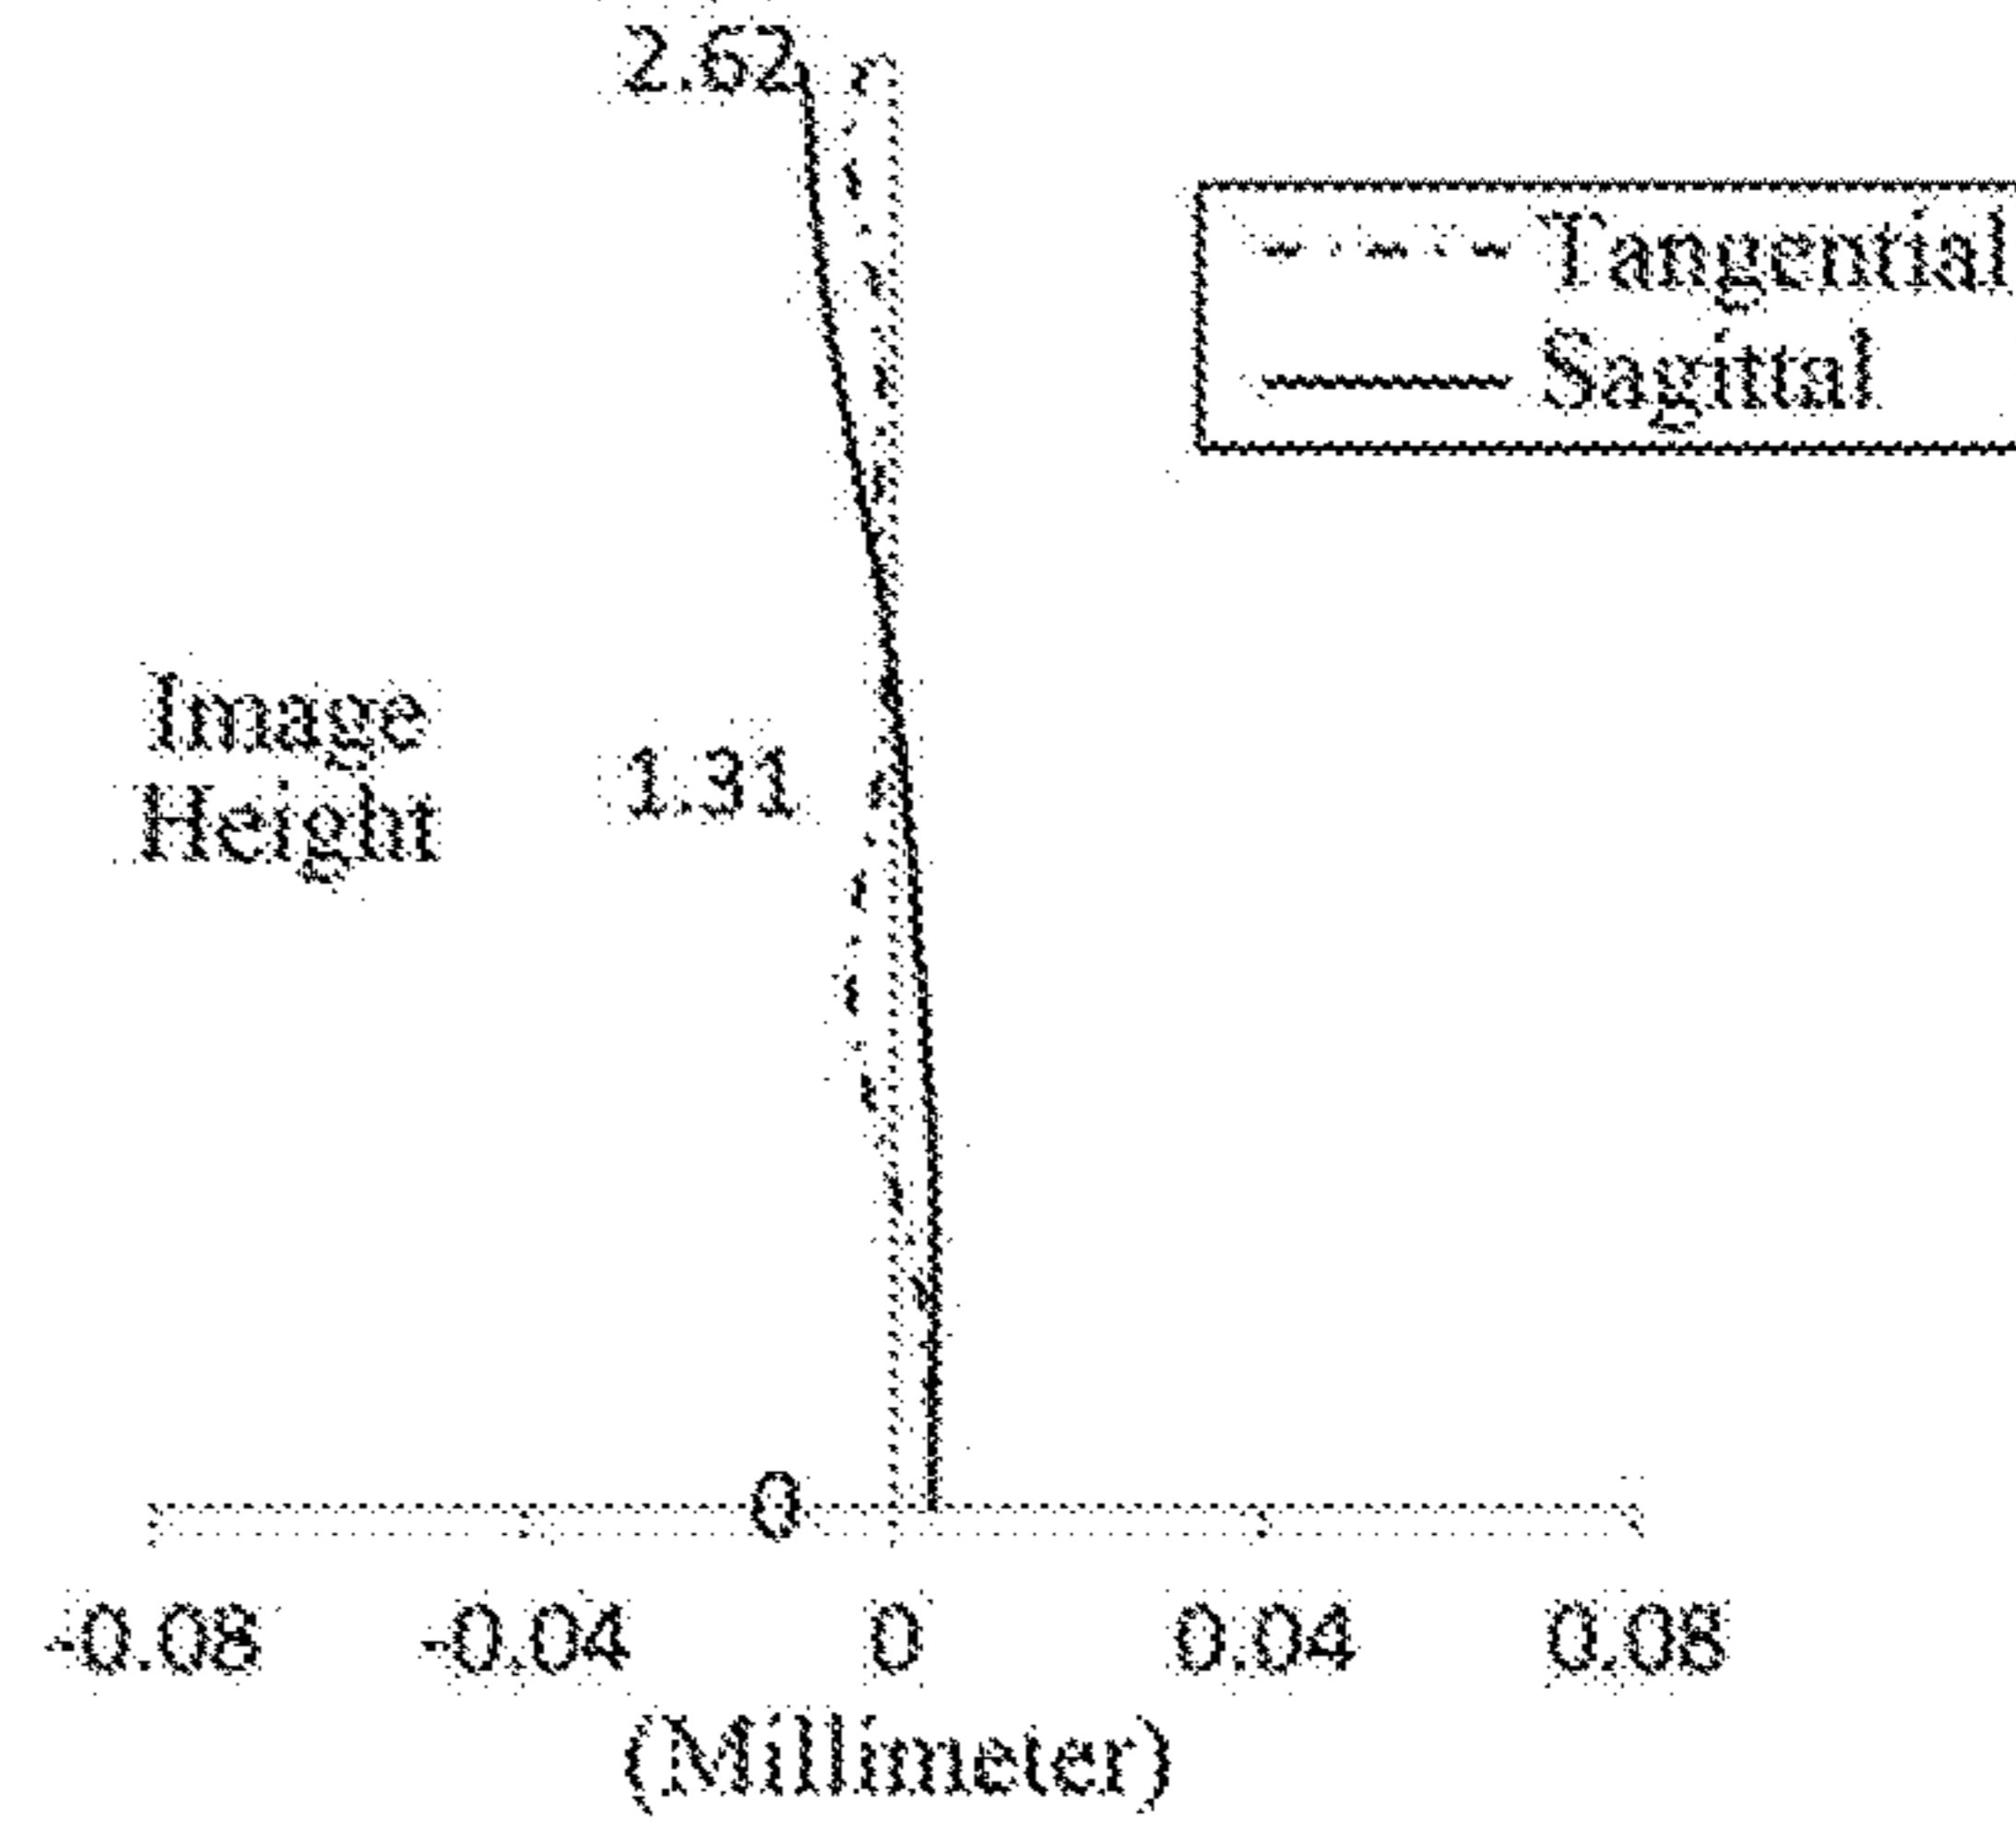 2.62
Tangential
Sagittal
Image
Height
1.31
0
-0.08 -0.04 0 0.04 0.08
(Millimeter)